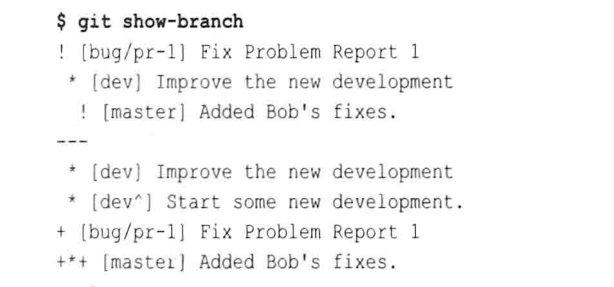 $ git show-branch
! [bug/pr-1] Fix Problem Report 1
 * [dev] Improve the new development
  ! [master] Added Bob's fixes.
---
 * [dev] Improve the new development
 * [dev^] Start some new development.
+ [bug/pr-1] Fix Problem Report 1
+*+ [master] Added Bob's fixes.